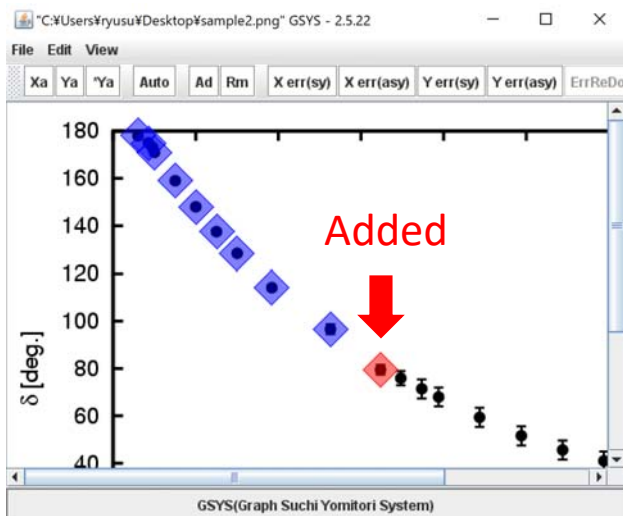 "C:¥Users¥ryusu¥Desktop¥sample2.png" GSYS - 2.5.22
File Edit View
Xa Ya 'Ya Auto Ad Rm X err(sy) X err(asy) Y err(sy) Y err(asy) ErrReDo
180
160
140
Added
120
100
80
60
40
δ [deg.]
GSYS(Graph Suchi Yomitori System)